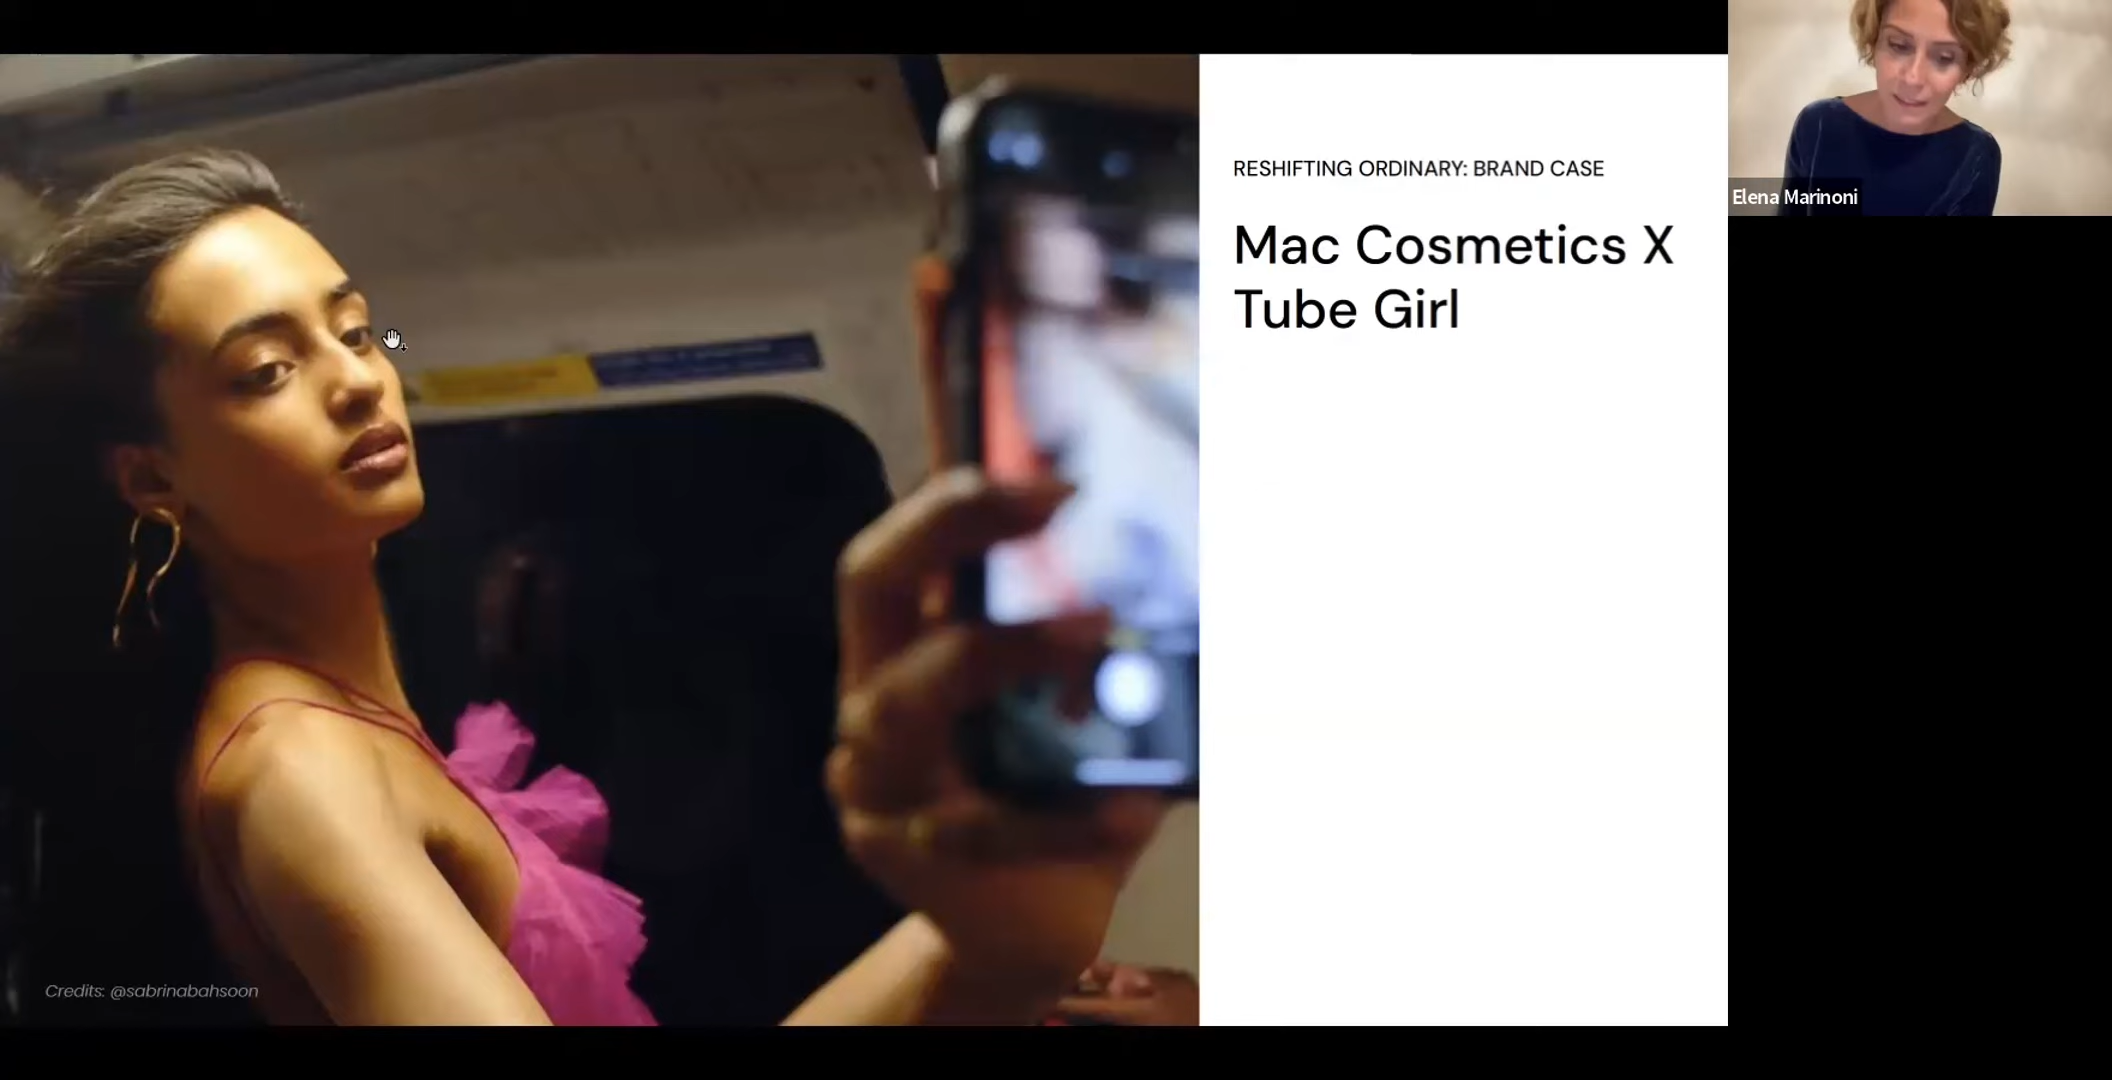 RESHIFTING ORDINARY: BRAND CASE
Mac Cosmetics X
Tube Girl
Elena Marinoni
Credits: @sabrinabahsoon